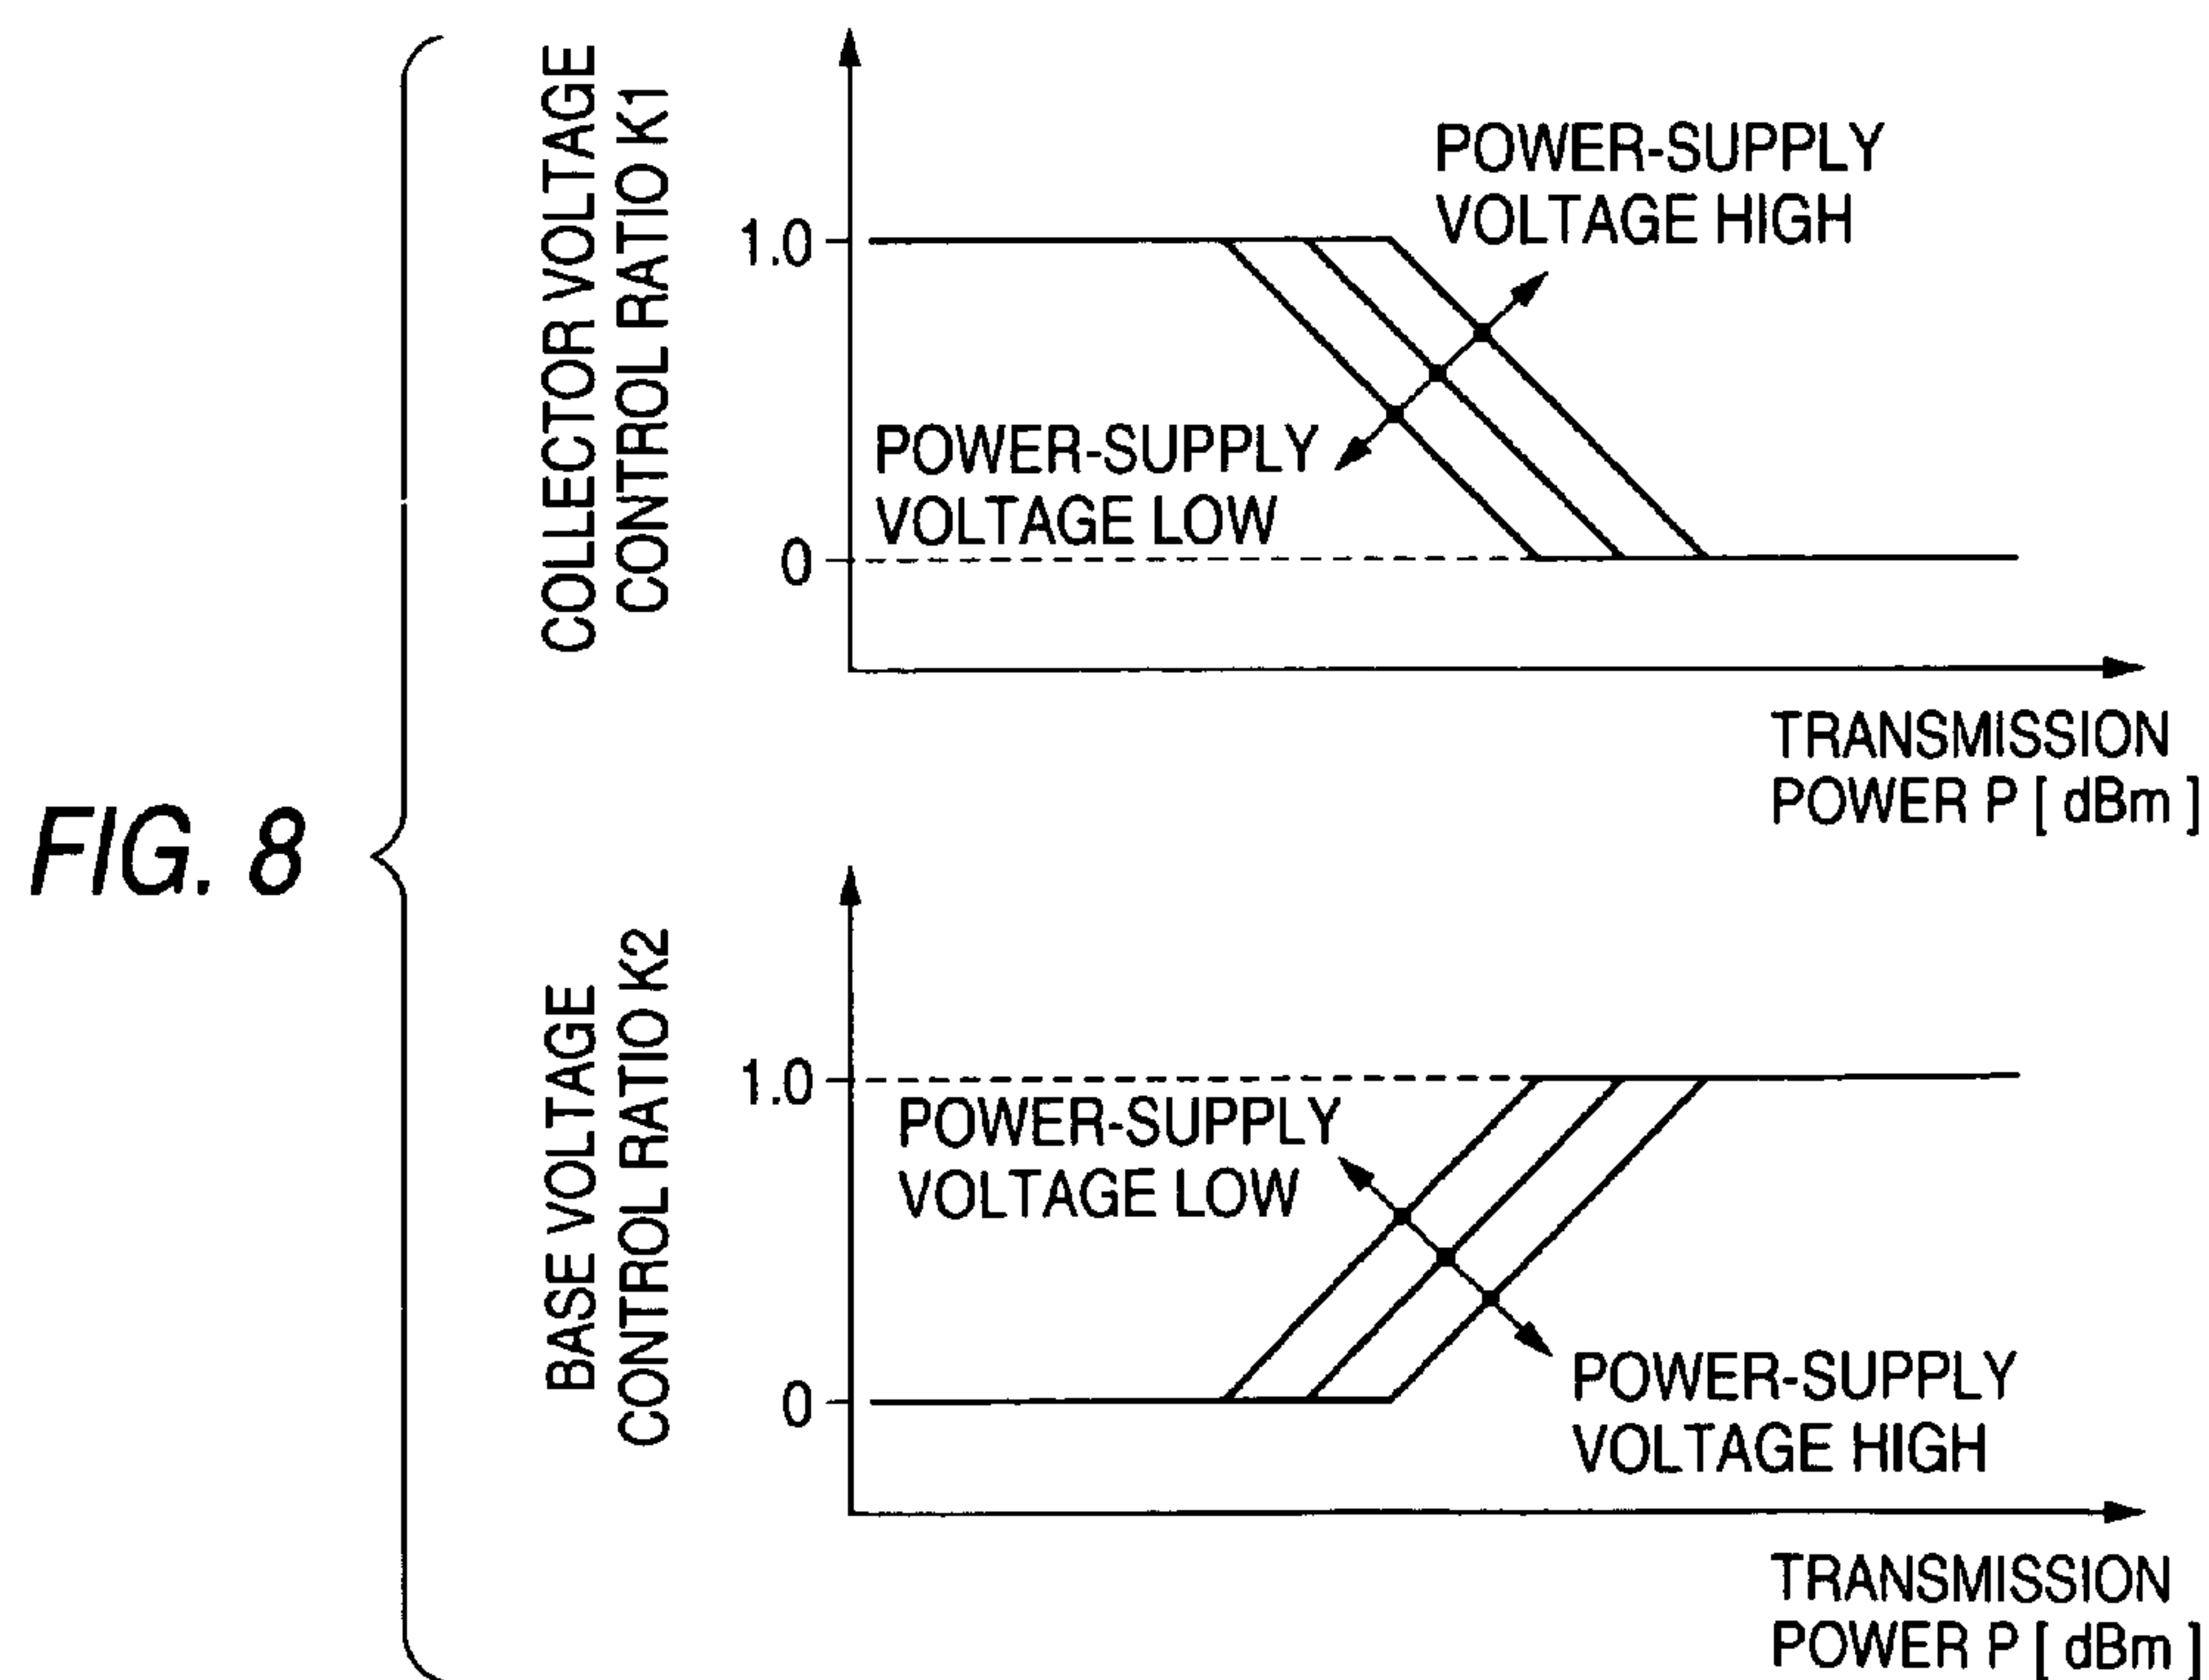 FIG. 8
COLLECTOR VOLTAGE
CONTROL RATIO K1
1.0
0
POWER-SUPPLY
VOLTAGE HIGH
POWER-SUPPLY
VOLTAGE LOW
TRANSMISSION
POWER P [ dBm ]
BASE VOLTAGE
CONTROL RATIO K2
1.0
0
POWER-SUPPLY
VOLTAGE LOW
POWER-SUPPLY
VOLTAGE HIGH
TRANSMISSION
POWER P [ dBm ]